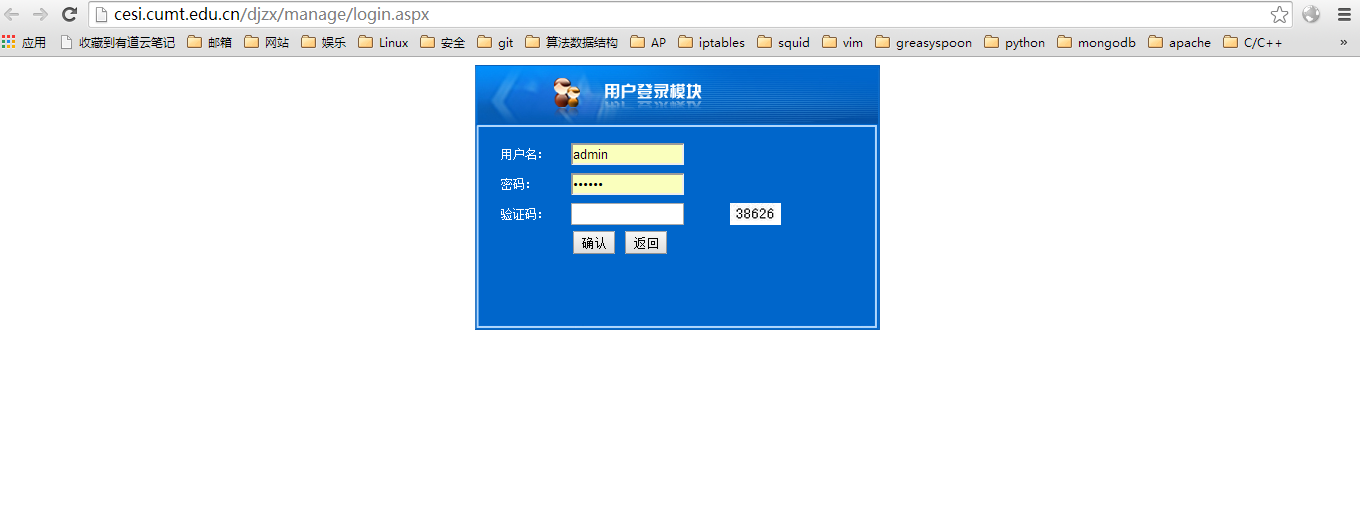 cesi.cumt.edu.cn/djzx/manage/login.aspx
应用 收藏到有道云笔记 邮箱 网站 娱乐 Linux 安全 git 算法数据结构 AP iptables squid vim greasyspoon python mongodb apache C/C++ »
用户登录模块
用户名： admin
密码： ••••••
验证码： 38626
确认 返回